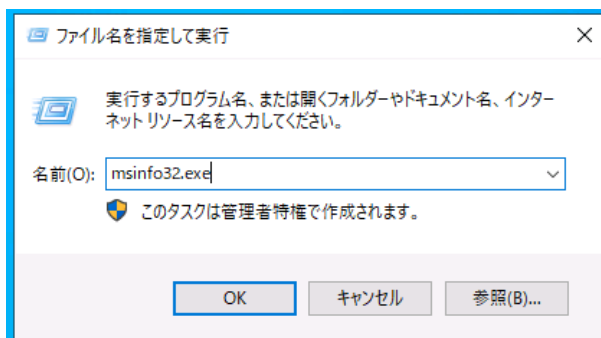 ファイル名を指定して実行
実行するプログラム名、または開くフォルダーやドキュメント名、インター
ネット リソース名を入力してください。
名前(O): msinfo32.exe
このタスクは管理者特権で作成されます。
OK キャンセル 参照(B)...